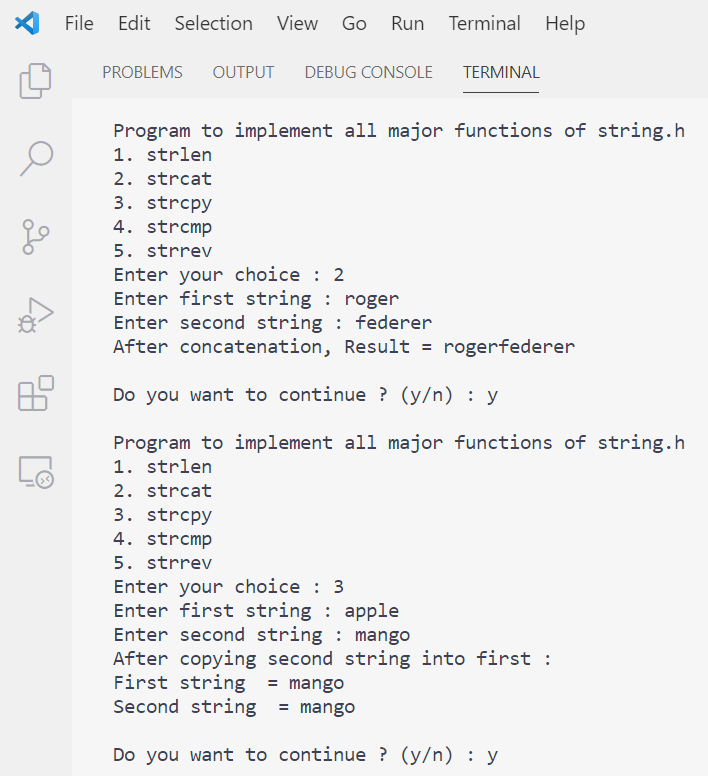 File Edit Selection View Go Run Terminal Help
PROBLEMS OUTPUT DEBUG CONSOLE TERMINAL
Program to implement all major functions of string.h
1. strlen
2. strcat
3. strcpy
4. strcmp
5. strrev
Enter your choice : 2
Enter first string : roger
Enter second string : federer
After concatenation, Result = rogerfederer
Do you want to continue ? (y/n) : y
Program to implement all major functions of string.h
1. strlen
2. strcat
3. strcpy
4. strcmp
5. strrev
Enter your choice : 3
Enter first string : apple
Enter second string : mango
After copying second string into first :
First string  = mango
Second string  = mango
Do you want to continue ? (y/n) : y